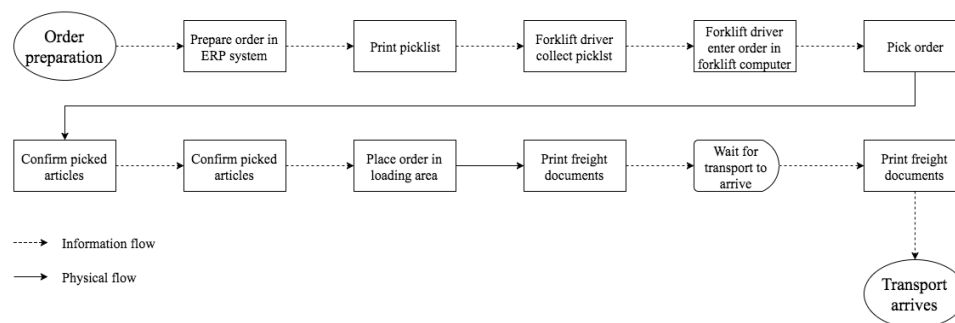 Order
preparation
Prepare order in
ERP system
Print picklist
Forklift driver
collect picklst
Forklift driver
enter order in
forklift computer
Pick order
Confirm picked
articles
Confirm picked
articles
Place order in
loading area
Print freight
documents
Wait for
transport to
arrive
Print freight
documents
Information flow
Physical flow
Transport
arrives